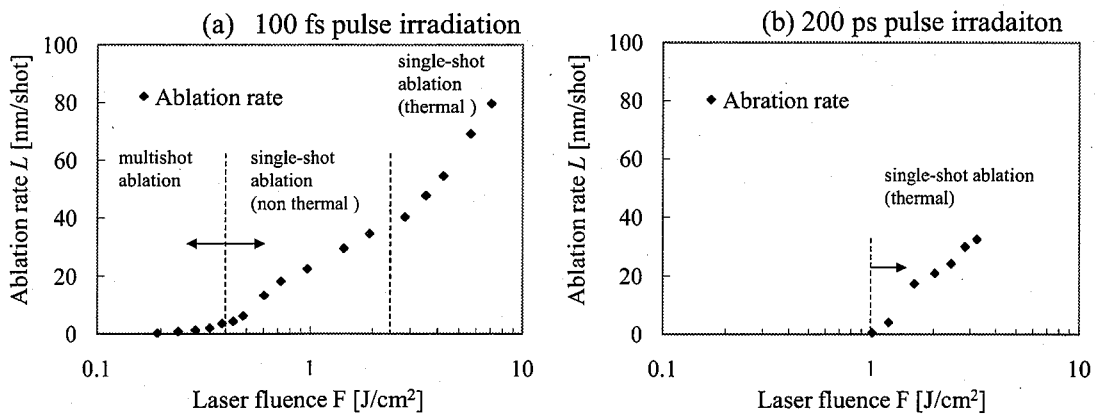 (a) 100 fs pulse irradiation
100
80
60
40
20
0
Ablation rate L [nm/shot]
Ablation rate
single-shot
ablation
(thermal )
multishot
ablation
single-shot
ablation
(non thermal )
0.1
1
10
Laser fluence F [J/cm²]
(b) 200 ps pulse irradaiton
100
80
60
40
20
0
Ablation rate L [nm/shot]
Abration rate
single-shot ablation
(thermal)
0.1
1
10
Laser fluence F [J/cm²]